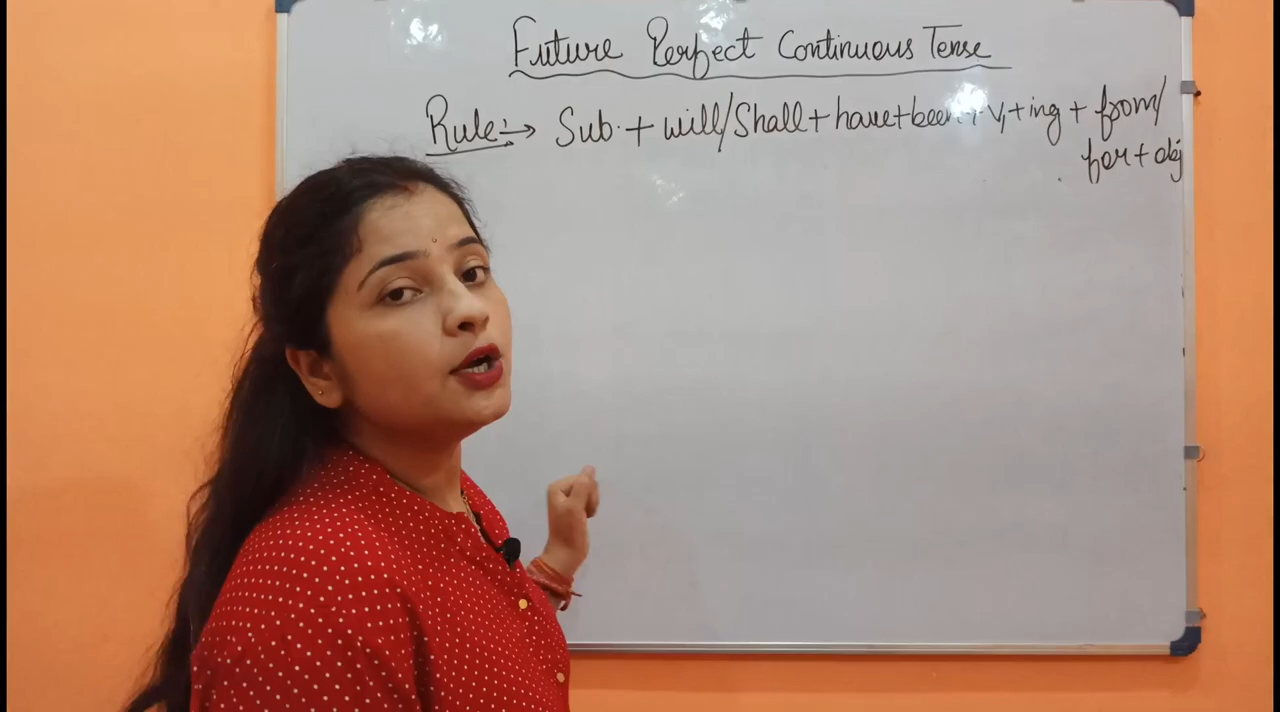 Future Perfect Continuous Tense
Rule:→ Sub. + will/Shall + have + been + V1 + ing + from/
for + obj